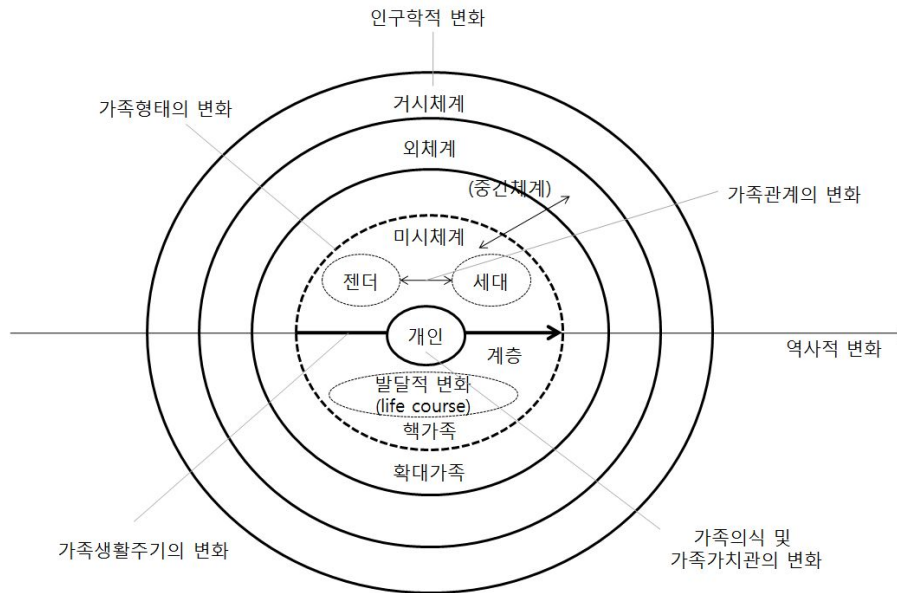 인구학적 변화
거시체계
가족형태의 변화
외체계
(중간체계)
가족관계의 변화
미시체계
젠더
세대
개인
역사적 변화
계층
발달적 변화
(life course)
핵가족
확대가족
가족생활주기의 변화
가족의식 및
가족가치관의 변화